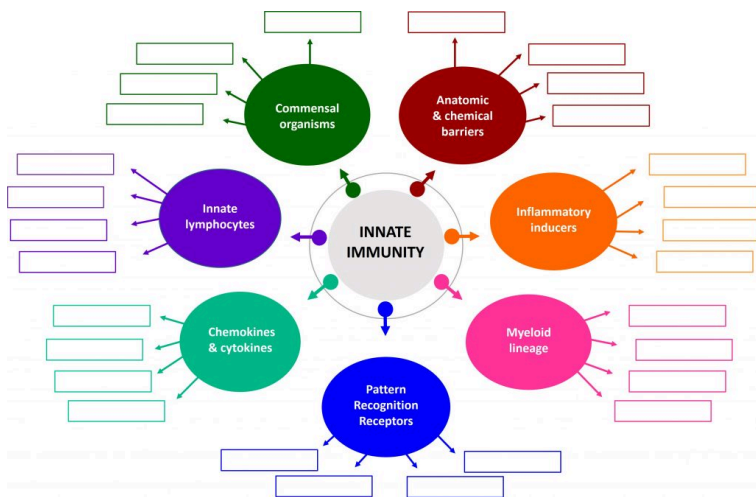 Commensal
organisms
Anatomic
& chemical
barriers
Innate
lymphocytes
INNATE
IMMUNITY
Inflammatory
inducers
Chemokines
& cytokines
Myeloid
lineage
Pattern
Recognition
Receptors